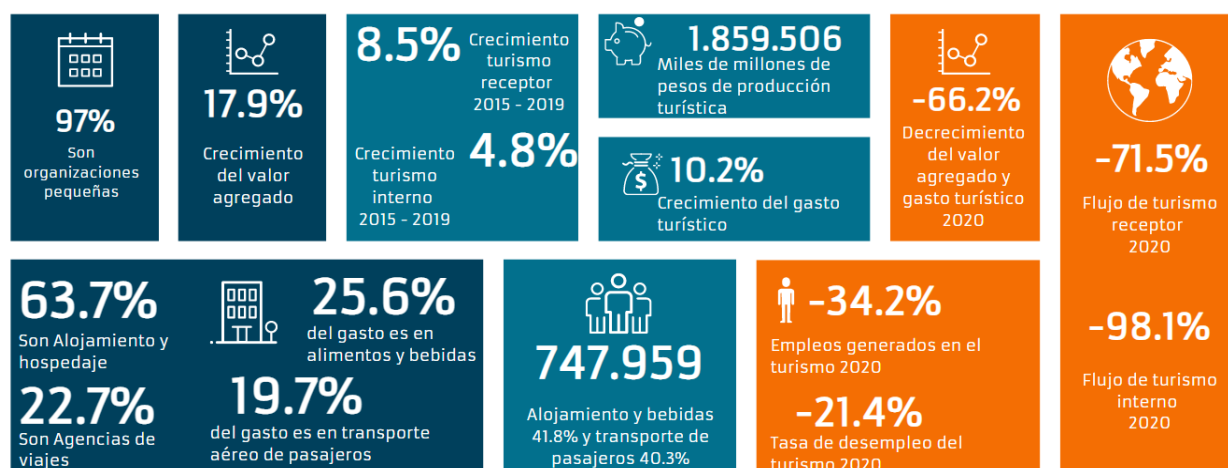 97%
Son
organizaciones
pequeñas
17.9%
Crecimiento
del valor
agregado
8.5%
Crecimiento
turismo
receptor
2015 - 2019
Crecimiento
turismo
interno
2015 - 2019
4.8%
1.859.506
Miles de millones de
pesos de producción
turística
$
10.2%
Crecimiento del gasto
turístico
-66.2%
Decrecimiento
del valor
agregado y
gasto turístico
2020
-71.5%
Flujo de turismo
receptor
2020
-98.1%
Flujo de turismo
interno
2020
63.7%
Son Alojamiento y
hospedaje
22.7%
Son Agencias de
viajes
25.6%
del gasto es en
alimentos y bebidas
19.7%
del gasto es en transporte
aéreo de pasajeros
747.959
Alojamiento y bebidas
41.8% y transporte de
pasajeros 40.3%
-34.2%
Empleos generados en el
turismo 2020
-21.4%
Tasa de desempleo del
turismo 2020